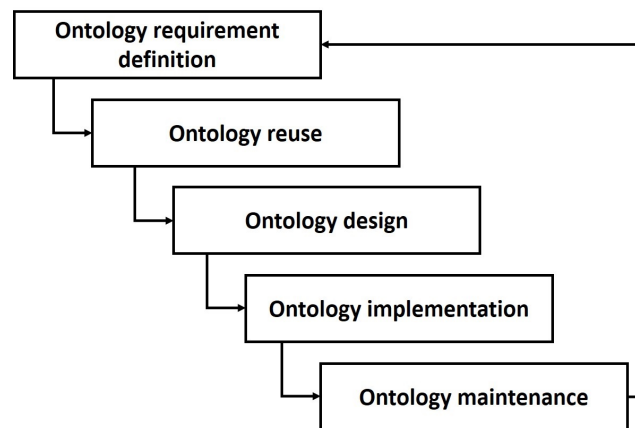 Ontology requirement
definition
Ontology reuse
Ontology design
Ontology implementation
Ontology maintenance